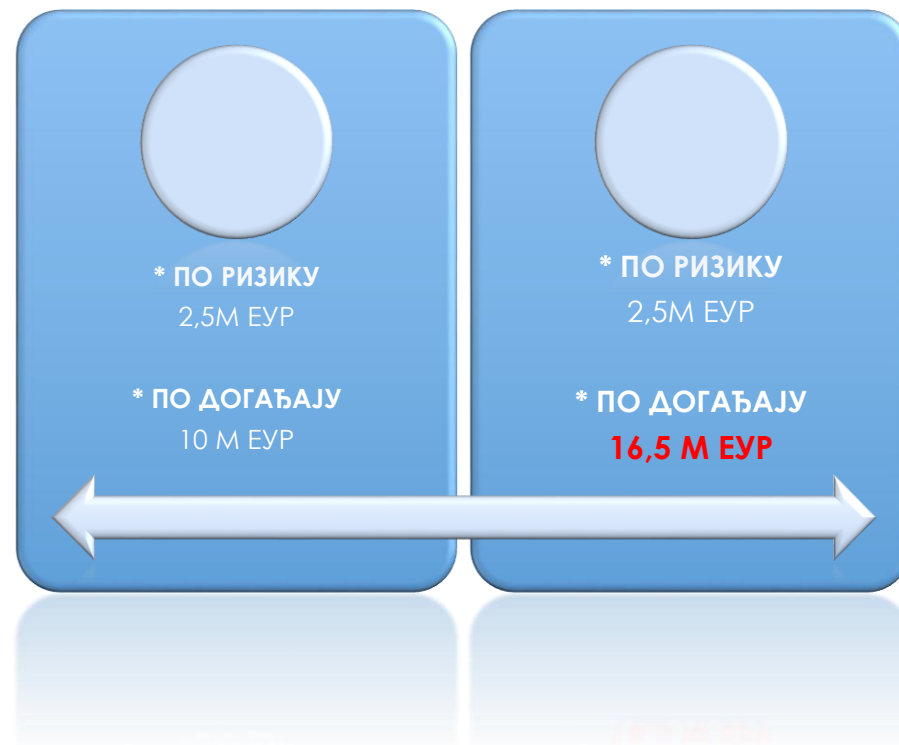 * ПО РИЗИКУ
2,5М ЕУР
* ПО ДОГАЂАЈУ
10 М ЕУР
* ПО РИЗИКУ
2,5М ЕУР
* ПО ДОГАЂАЈУ
16,5 М ЕУР